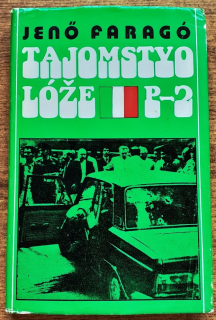 JENŐ FARAGÓ
TAJOMSTVO
LÓŽE P-2